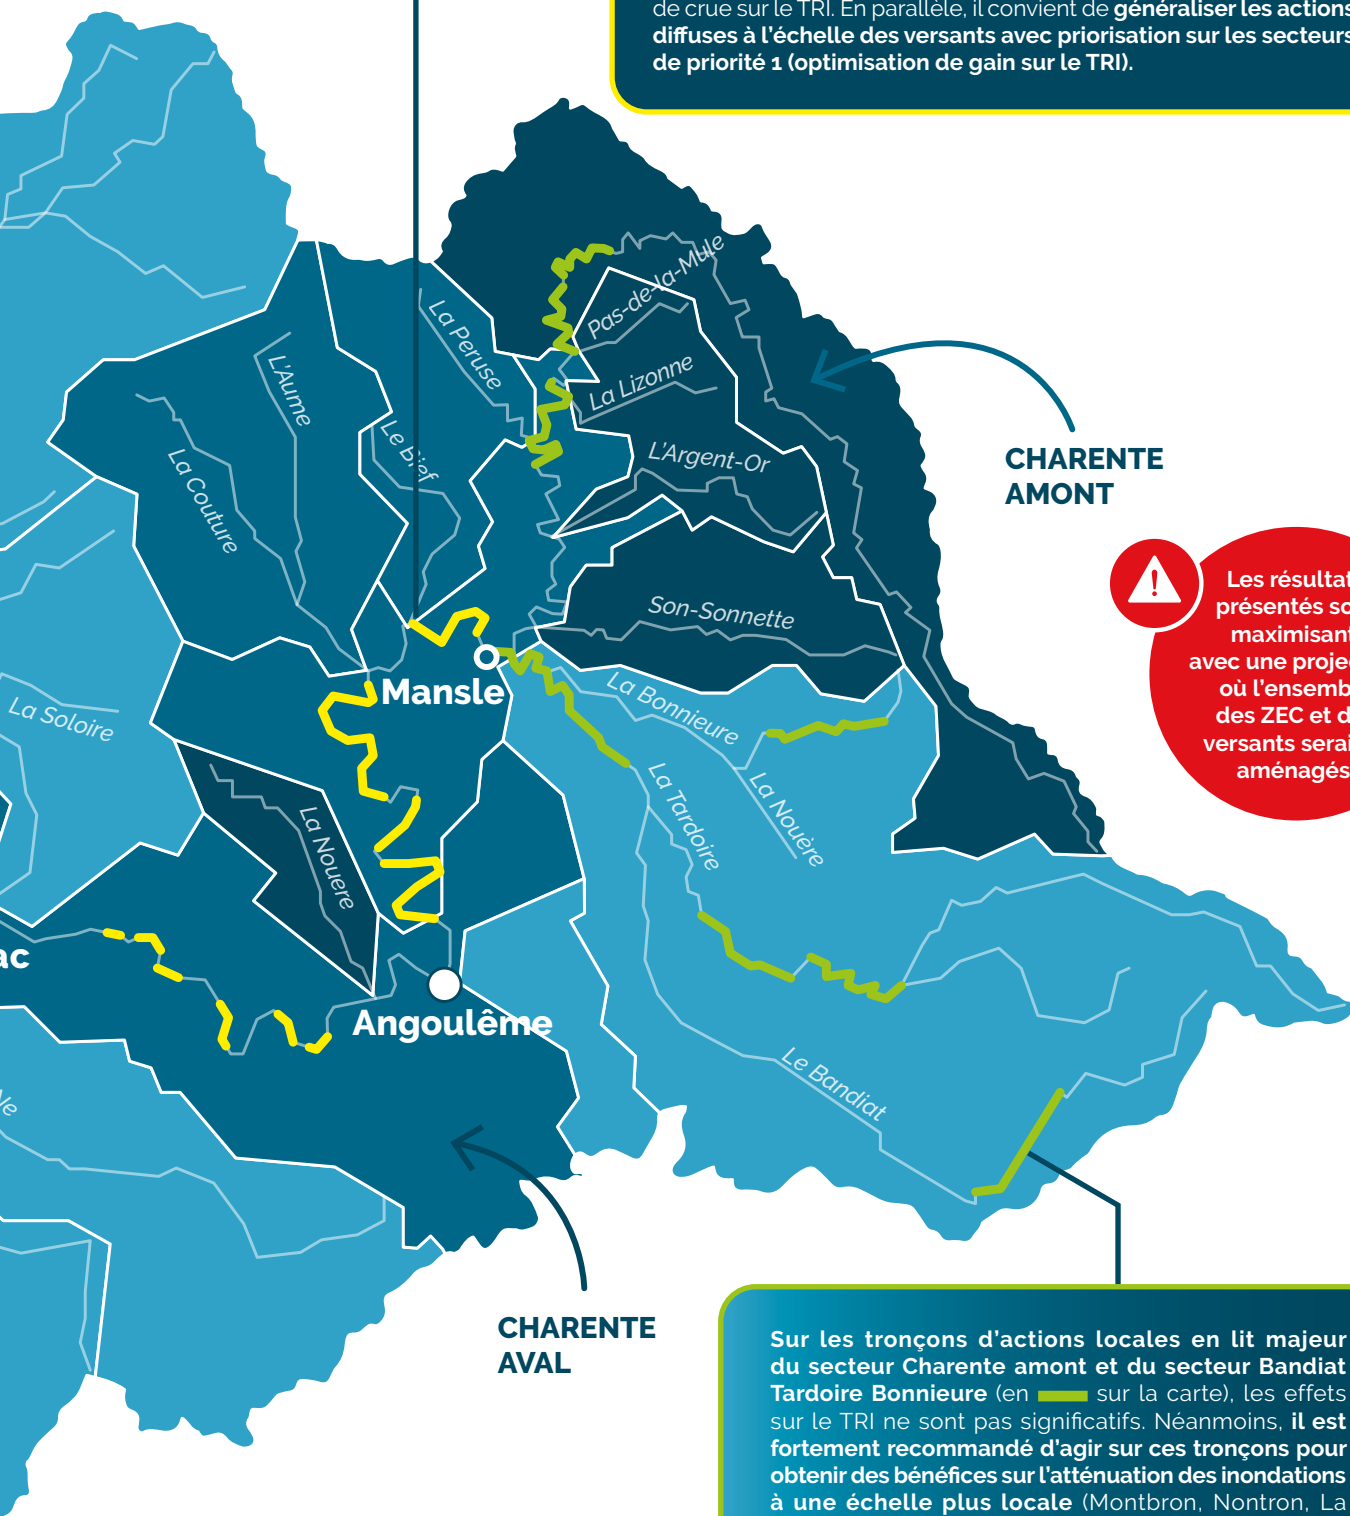 de crue sur le TRI. En parallèle, il convient de généraliser les actions
diffuses à l'échelle des versants avec priorisation sur les secteurs
de priorité 1 (optimisation de gain sur le TRI).
Pas-de-la-Mule
La Peruse
La Lizonne
L'Aume
Le Bief
L'Argent-Or
La Couture
CHARENTE
AMONT
Les résultat
présentés so
maximisant
avec une projec
où l'ensemb
des ZEC et d
versants serai
aménagés
Son-Sonnette
Mansle
La Bonnieure
La Soloire
La Tardoire
La Nouère
La Nouere
ac
Angoulême
Le Bandiat
Ne
CHARENTE
AVAL
Sur les tronçons d'actions locales en lit majeur
du secteur Charente amont et du secteur Bandiat
Tardoire Bonnieure (en sur la carte), les effets
sur le TRI ne sont pas significatifs. Néanmoins, il est
fortement recommandé d'agir sur ces tronçons pour
obtenir des bénéfices sur l'atténuation des inondations
à une échelle plus locale (Montbron, Nontron, La